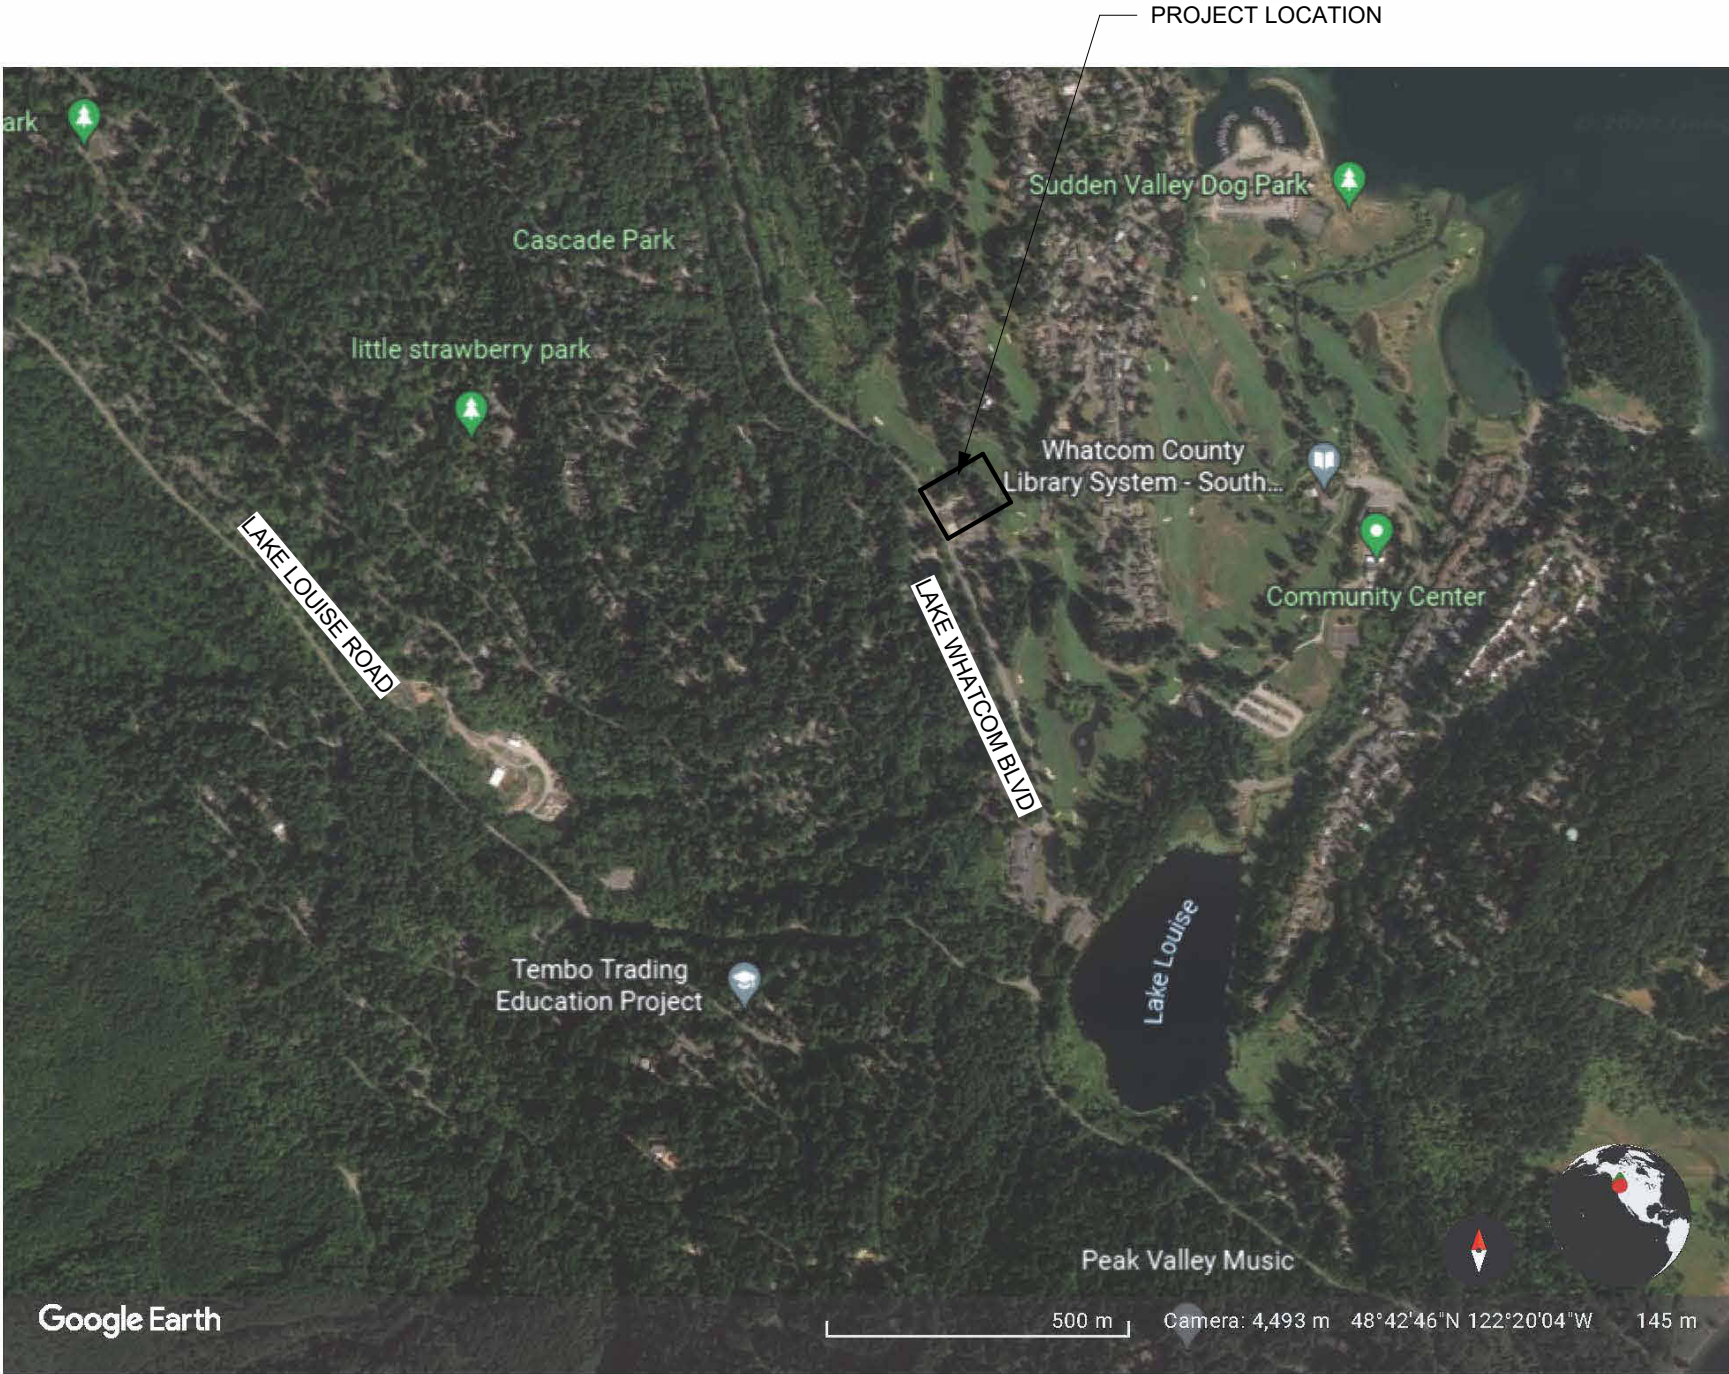 PROJECT LOCATION
ark
Sudden Valley Dog Park
Cascade Park
little strawberry park
Whatcom County
Library System - South...
LAKE LOUISE ROAD
LAKE WHATCOM BLVD
Community Center
Lake Louise
Tembo Trading
Education Project
Peak Valley Music
Google Earth
500 m
Camera: 4,493 m 48°42'46"N 122°20'04"W 145 m